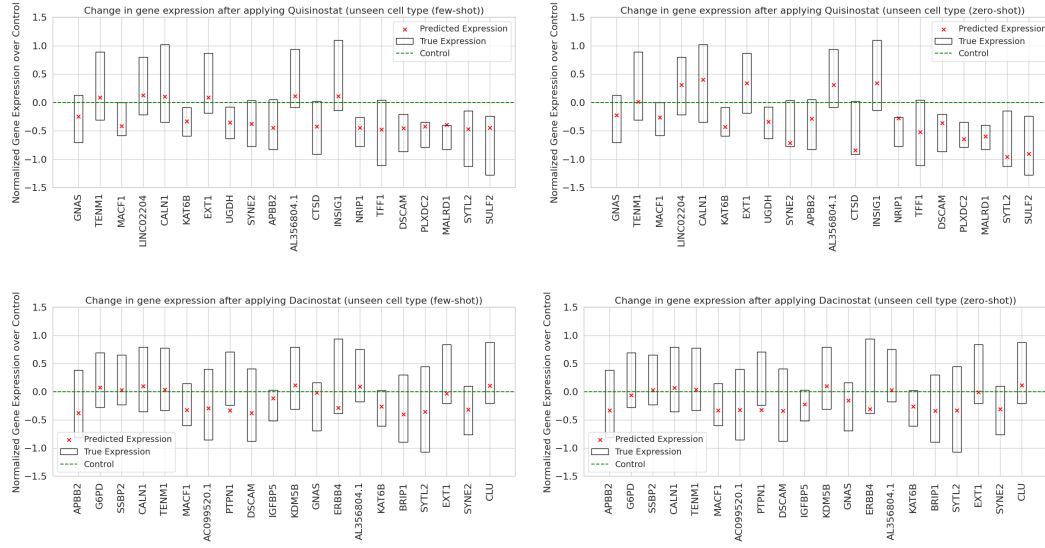 Change in gene expression after applying Quisinostat (unseen cell type (few-shot))
Normalized Gene Expression over Control
1.5
1.0
0.5
0.0
−0.5
−1.0
−1.5
Predicted Expression
True Expression
Control
GNAS
TENM1
MACF1
LINC02204
CALN1
KAT6B
EXT1
UGDH
SYNE2
APBB2
AL356804.1
CTSD
INSIG1
NRIP1
TFF1
DSCAM
PLXDC2
MALRD1
SYTL2
SULF2
Change in gene expression after applying Quisinostat (unseen cell type (zero-shot))
Normalized Gene Expression over Control
1.5
1.0
0.5
0.0
−0.5
−1.0
−1.5
Predicted Expression
True Expression
Control
GNAS
TENM1
MACF1
LINC02204
CALN1
KAT6B
EXT1
UGDH
SYNE2
APBB2
AL356804.1
CTSD
INSIG1
NRIP1
TFF1
DSCAM
PLXDC2
MALRD1
SYTL2
SULF2
Change in gene expression after applying Dacinostat (unseen cell type (few-shot))
Normalized Gene Expression over Control
1.5
1.0
0.5
0.0
−0.5
−1.0
−1.5
Predicted Expression
True Expression
Control
APBB2
G6PD
SSBP2
CALN1
TENM1
MACF1
AC099520.1
PTPN1
DSCAM
IGFBP5
KDM5B
GNAS
ERBB4
AL356804.1
KAT6B
BRIP1
SYTL2
EXT1
SYNE2
CLU
Change in gene expression after applying Dacinostat (unseen cell type (zero-shot))
Normalized Gene Expression over Control
1.5
1.0
0.5
0.0
−0.5
−1.0
−1.5
Predicted Expression
True Expression
Control
APBB2
G6PD
SSBP2
CALN1
TENM1
MACF1
AC099520.1
PTPN1
DSCAM
IGFBP5
KDM5B
GNAS
ERBB4
AL356804.1
KAT6B
BRIP1
SYTL2
EXT1
SYNE2
CLU